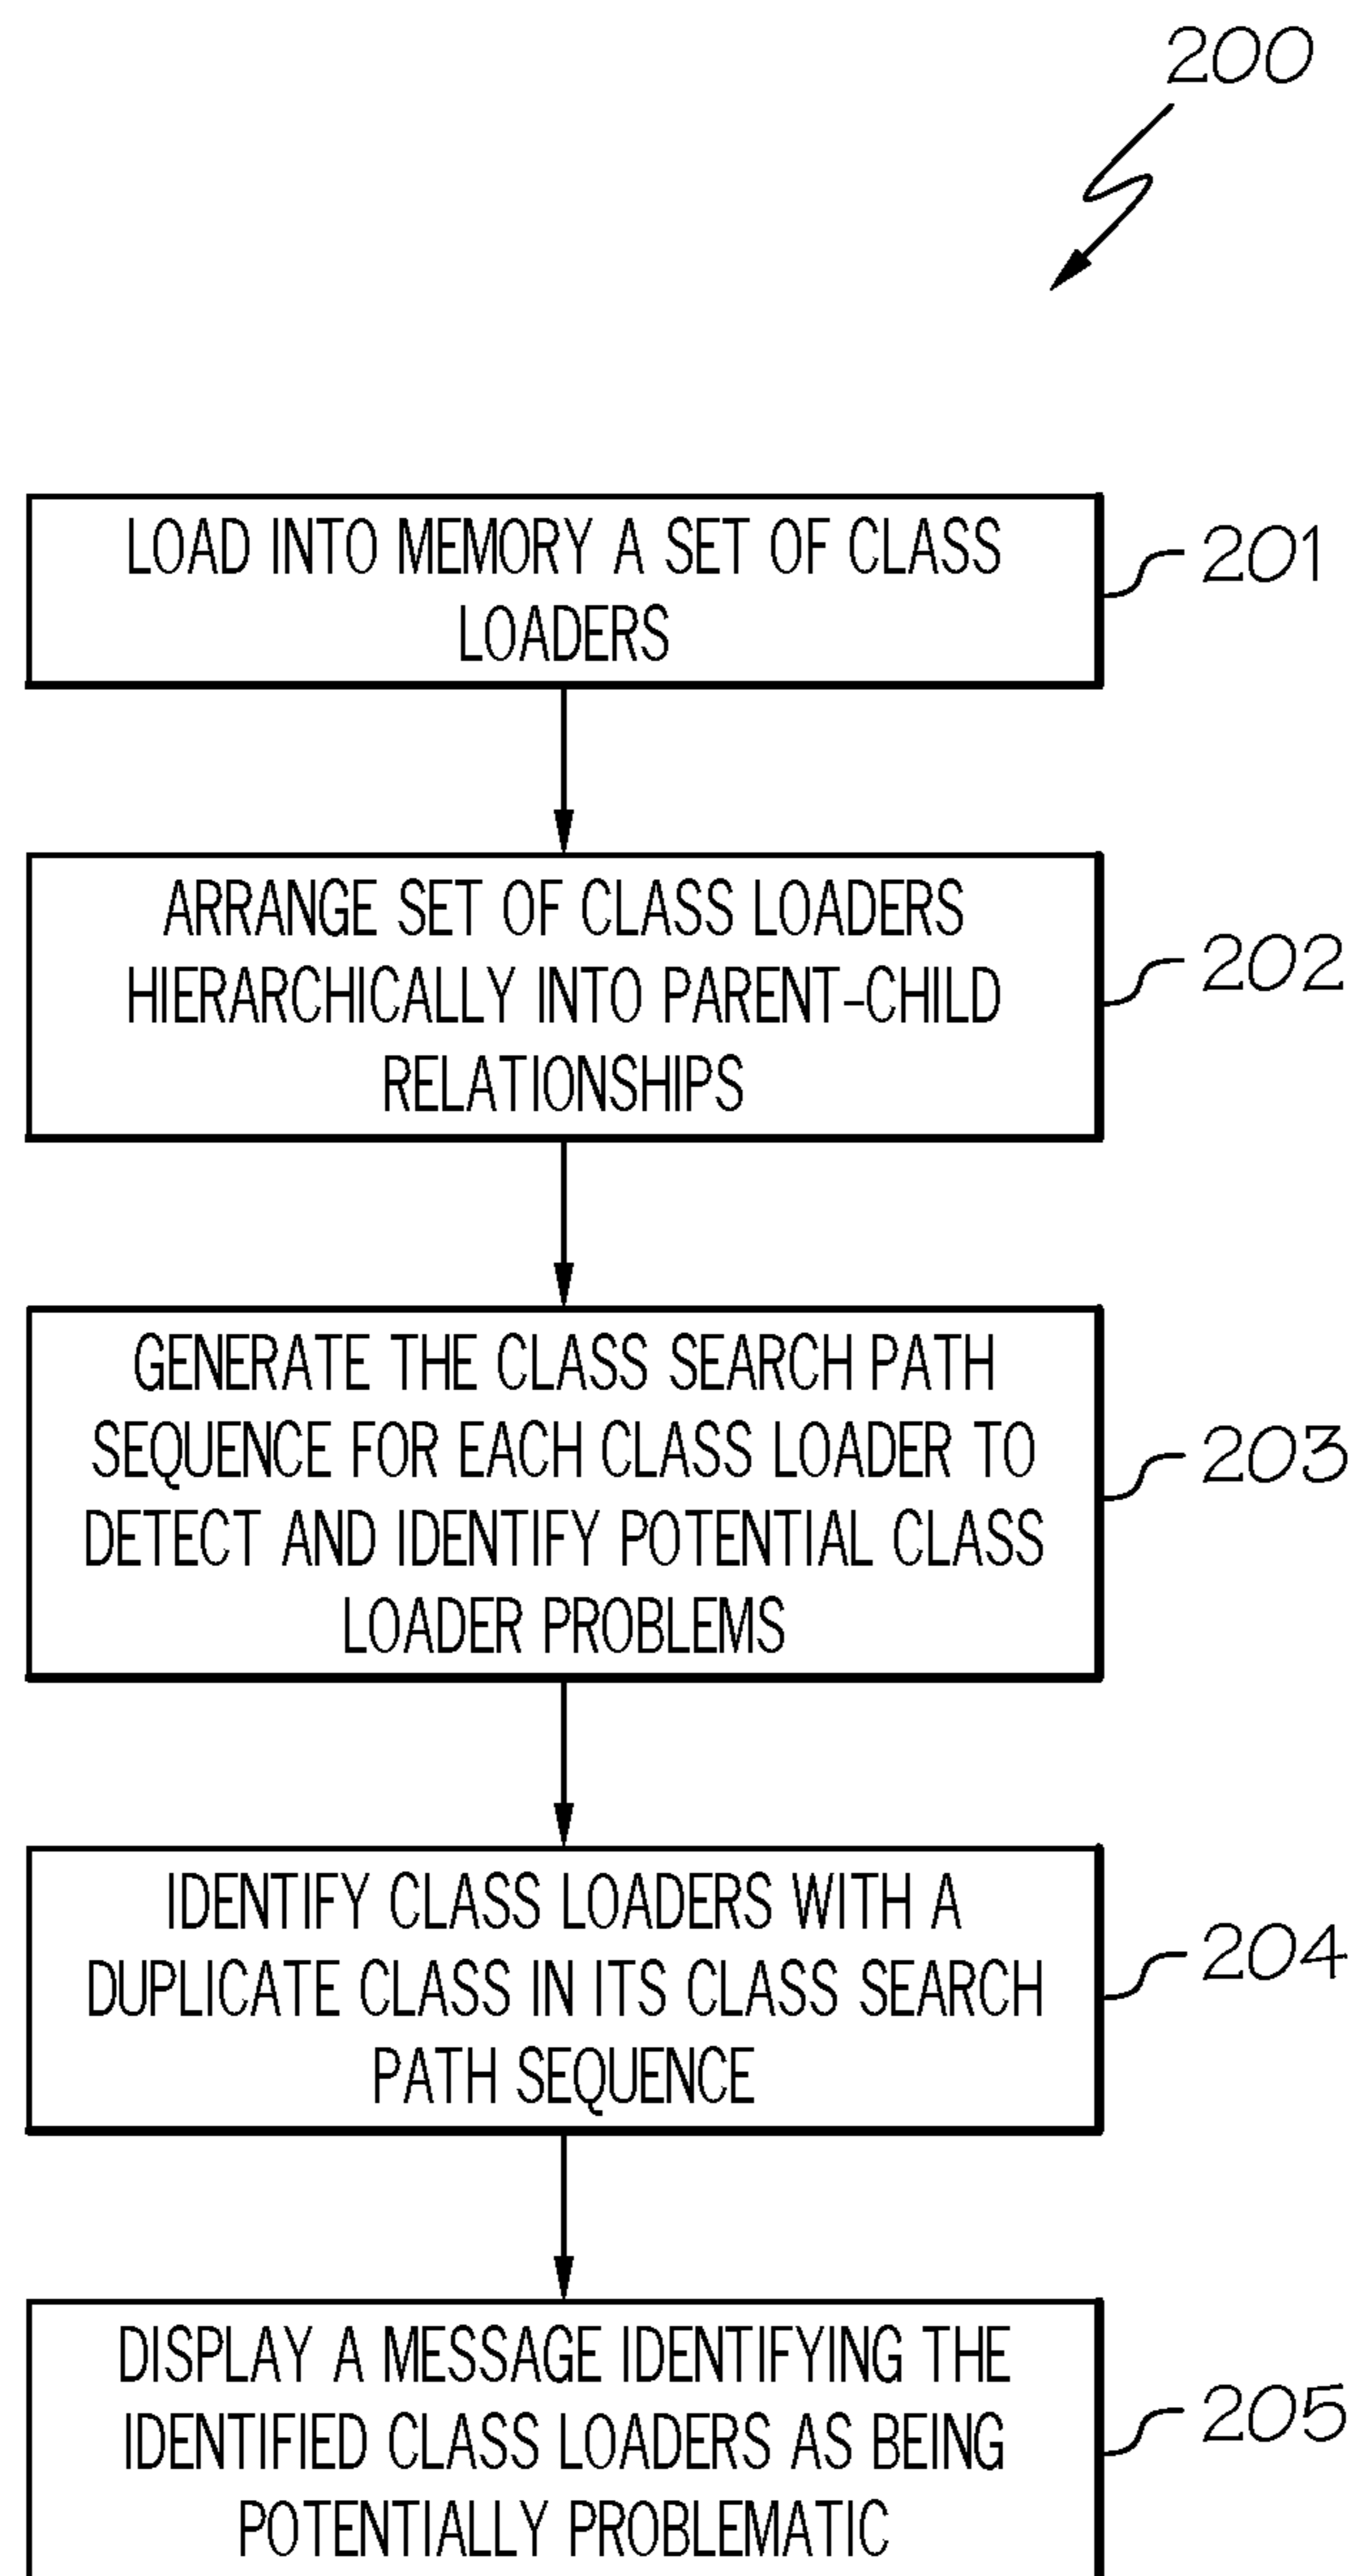 200
LOAD INTO MEMORY A SET OF CLASS
LOADERS
201
ARRANGE SET OF CLASS LOADERS
HIERARCHICALLY INTO PARENT-CHILD
RELATIONSHIPS
202
GENERATE THE CLASS SEARCH PATH
SEQUENCE FOR EACH CLASS LOADER TO
DETECT AND IDENTIFY POTENTIAL CLASS
LOADER PROBLEMS
203
IDENTIFY CLASS LOADERS WITH A
DUPLICATE CLASS IN ITS CLASS SEARCH
PATH SEQUENCE
204
DISPLAY A MESSAGE IDENTIFYING THE
IDENTIFIED CLASS LOADERS AS BEING
POTENTIALLY PROBLEMATIC
205